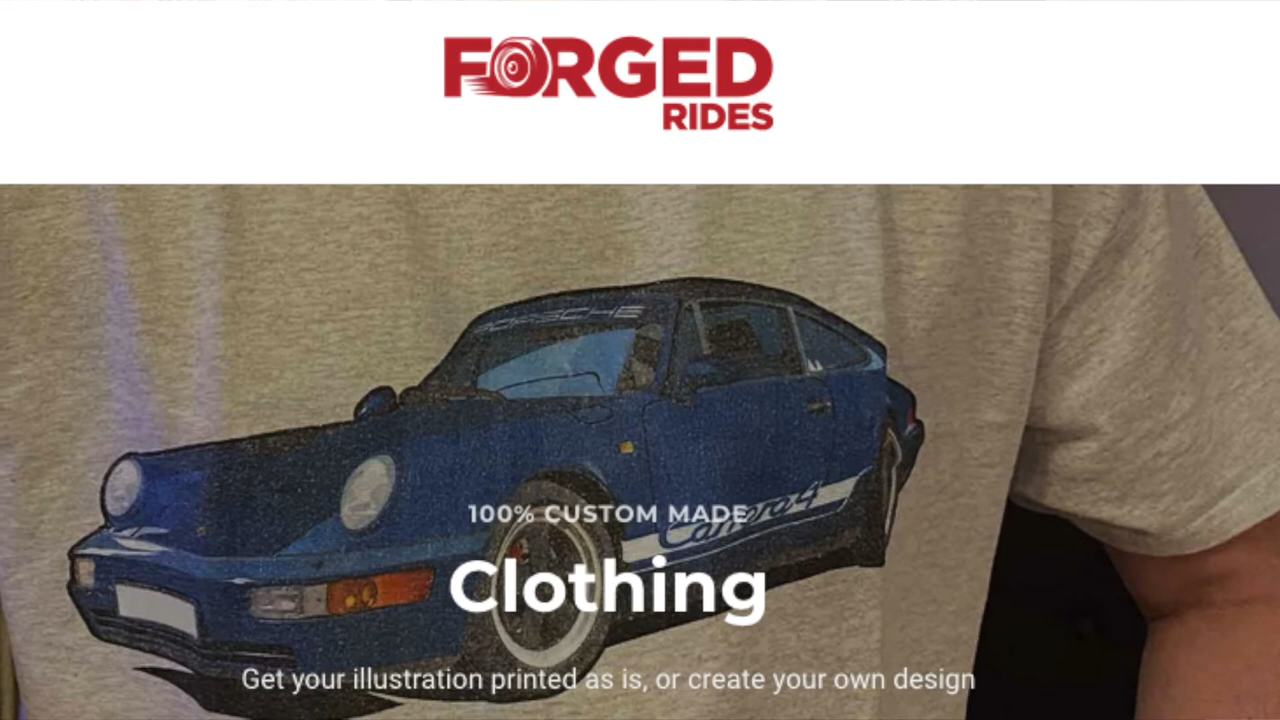 FORGED
RIDES
PORSCHE
Carrera 4
100% CUSTOM MADE
Clothing
Get your illustration printed as is, or create your own design